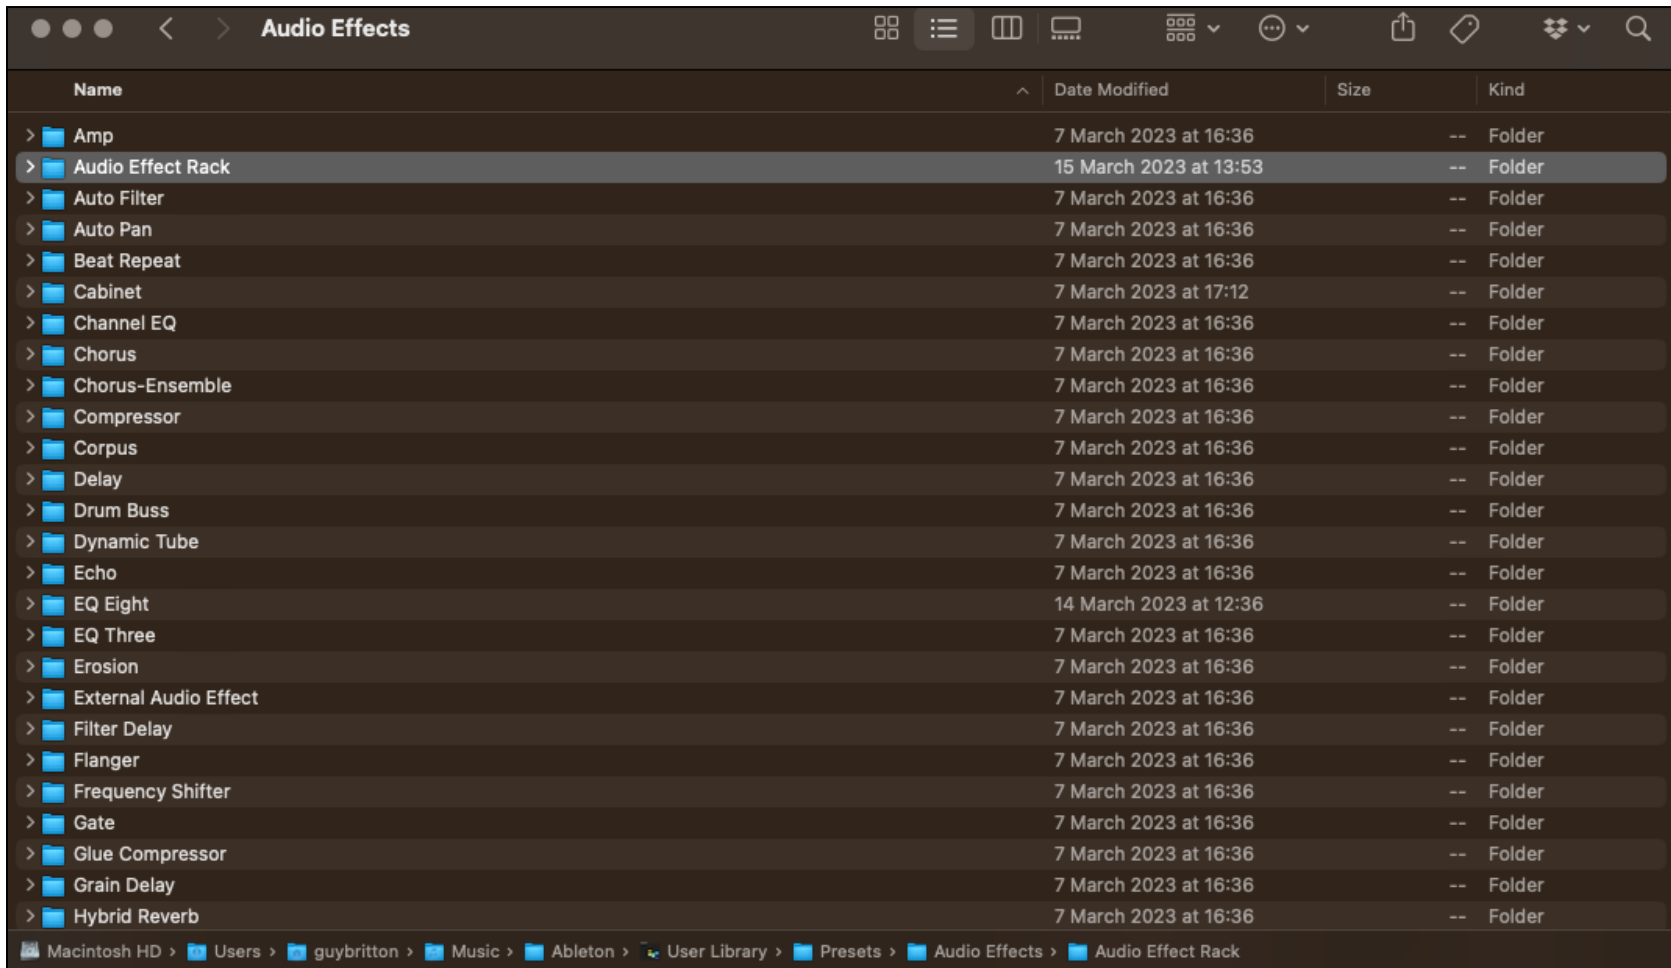 Audio Effects
Name Date Modified Size Kind
Amp 7 March 2023 at 16:36 -- Folder
Audio Effect Rack 15 March 2023 at 13:53 -- Folder
Auto Filter 7 March 2023 at 16:36 -- Folder
Auto Pan 7 March 2023 at 16:36 -- Folder
Beat Repeat 7 March 2023 at 16:36 -- Folder
Cabinet 7 March 2023 at 17:12 -- Folder
Channel EQ 7 March 2023 at 16:36 -- Folder
Chorus 7 March 2023 at 16:36 -- Folder
Chorus-Ensemble 7 March 2023 at 16:36 -- Folder
Compressor 7 March 2023 at 16:36 -- Folder
Corpus 7 March 2023 at 16:36 -- Folder
Delay 7 March 2023 at 16:36 -- Folder
Drum Buss 7 March 2023 at 16:36 -- Folder
Dynamic Tube 7 March 2023 at 16:36 -- Folder
Echo 7 March 2023 at 16:36 -- Folder
EQ Eight 14 March 2023 at 12:36 -- Folder
EQ Three 7 March 2023 at 16:36 -- Folder
Erosion 7 March 2023 at 16:36 -- Folder
External Audio Effect 7 March 2023 at 16:36 -- Folder
Filter Delay 7 March 2023 at 16:36 -- Folder
Flanger 7 March 2023 at 16:36 -- Folder
Frequency Shifter 7 March 2023 at 16:36 -- Folder
Gate 7 March 2023 at 16:36 -- Folder
Glue Compressor 7 March 2023 at 16:36 -- Folder
Grain Delay 7 March 2023 at 16:36 -- Folder
Hybrid Reverb 7 March 2023 at 16:36 -- Folder
Macintosh HD › Users › guybritton › Music › Ableton › User Library › Presets › Audio Effects › Audio Effect Rack